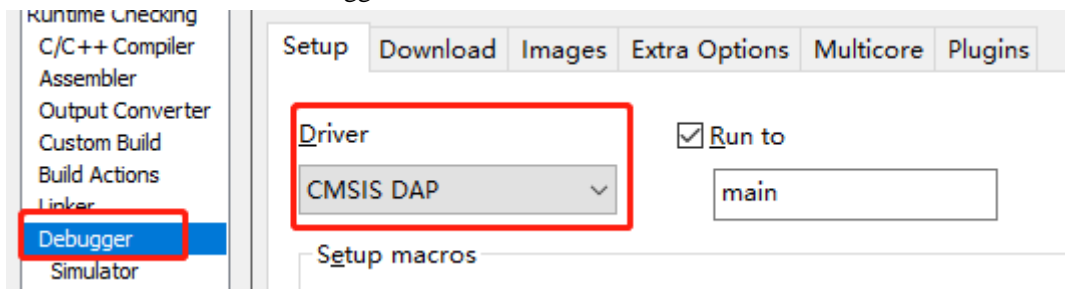 Runtime Checking
C/C++ Compiler
Assembler
Output Converter
Custom Build
Build Actions
Linker
Debugger
Simulator
Setup Download Images Extra Options Multicore Plugins
Driver
CMSIS DAP
Run to
main
Setup macros